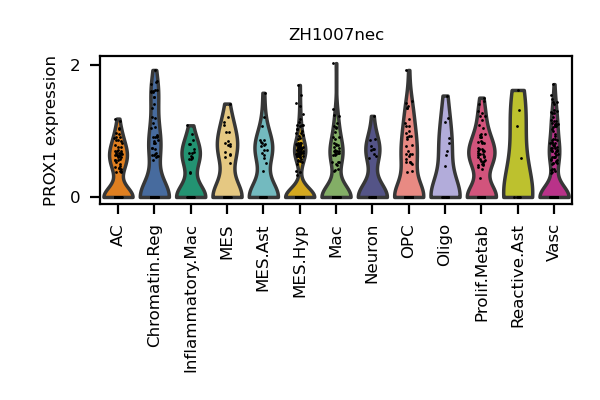 ZH1007nec
PROX1 expression
2
0
AC
Chromatin.Reg
Inflammatory.Mac
MES
MES.Ast
MES.Hyp
Mac
Neuron
OPC
Oligo
Prolif.Metab
Reactive.Ast
Vasc